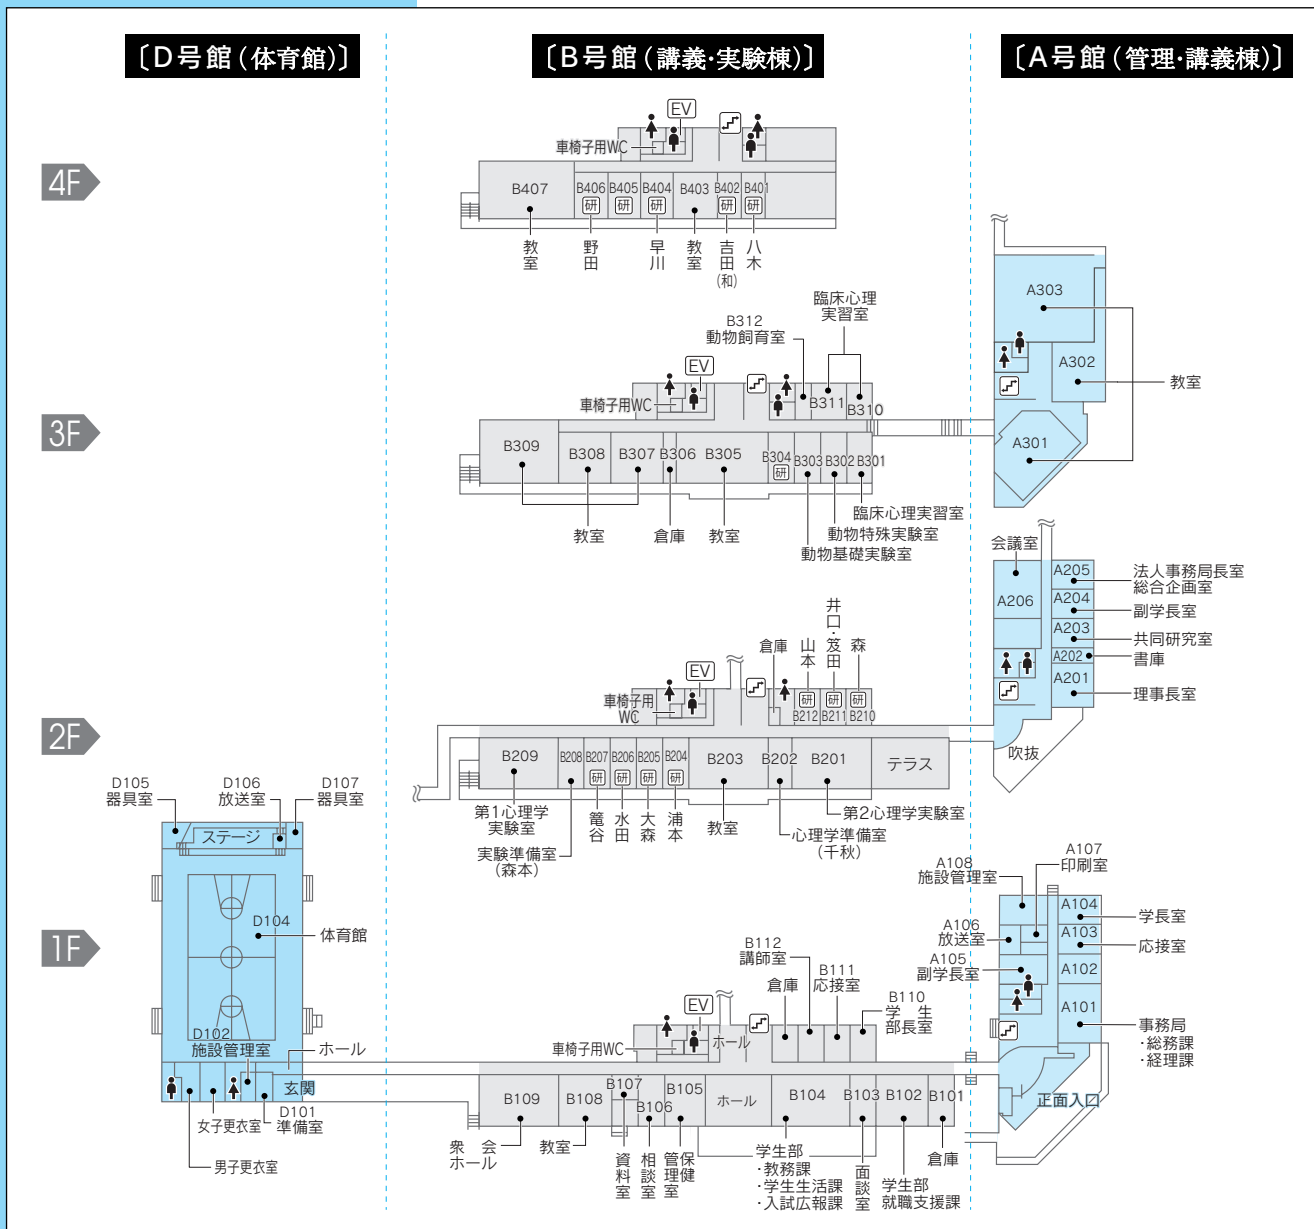 〔D号館(体育館)〕
〔B号館(講義・実験棟)〕
〔A号館(管理・講義棟)〕
4F
EV
車椅子用WC
B407
B406
研
B405
研
B404
研
B403
B402
研
B401
研
教室
野田
早川
教室
吉田(和)
八木
3F
臨床心理
実習室
B312
動物飼育室
EV
車椅子用WC
B311
B310
B309
B308
B307
B306
B305
B304
研
B303
B302
B301
教室
倉庫
教室
臨床心理実習室
動物特殊実験室
動物基礎実験室
A303
A302
A301
教室
2F
井口・笈田
山本
森
倉庫
EV
車椅子用
WC
研
B212
研
B211
研
B210
B209
B208
B207
研
B206
研
B205
研
B204
研
B203
B202
B201
テラス
第1心理学
実験室
実験準備室
(森本)
篭谷
水田
大森
浦本
教室
心理学準備室
(千秋)
第2心理学実験室
会議室
A206
A205
法人事務局長室
総合企画室
A204
副学長室
A203
共同研究室
A202
書庫
A201
理事長室
吹抜
1F
D105
器具室
D106
放送室
D107
器具室
ステージ
D104
体育館
D102
施設管理室
ホール
玄関
D101
準備室
女子更衣室
男子更衣室
B112
講師室
倉庫
B111
応接室
B110
学生
部長室
EV
車椅子用WC
ホール
B109
B108
B107
B106
B105
ホール
B104
B103
B102
B101
衆会
ホール
教室
資料室
相談室
保健
管理室
学生部
・教務課
・学生生活課
・入試広報課
面談室
学生部
就職支援課
倉庫
A108
施設管理室
A107
印刷室
A106
放送室
A105
副学長室
A104
学長室
A103
応接室
A102
A101
事務局
・総務課
・経理課
正面入口